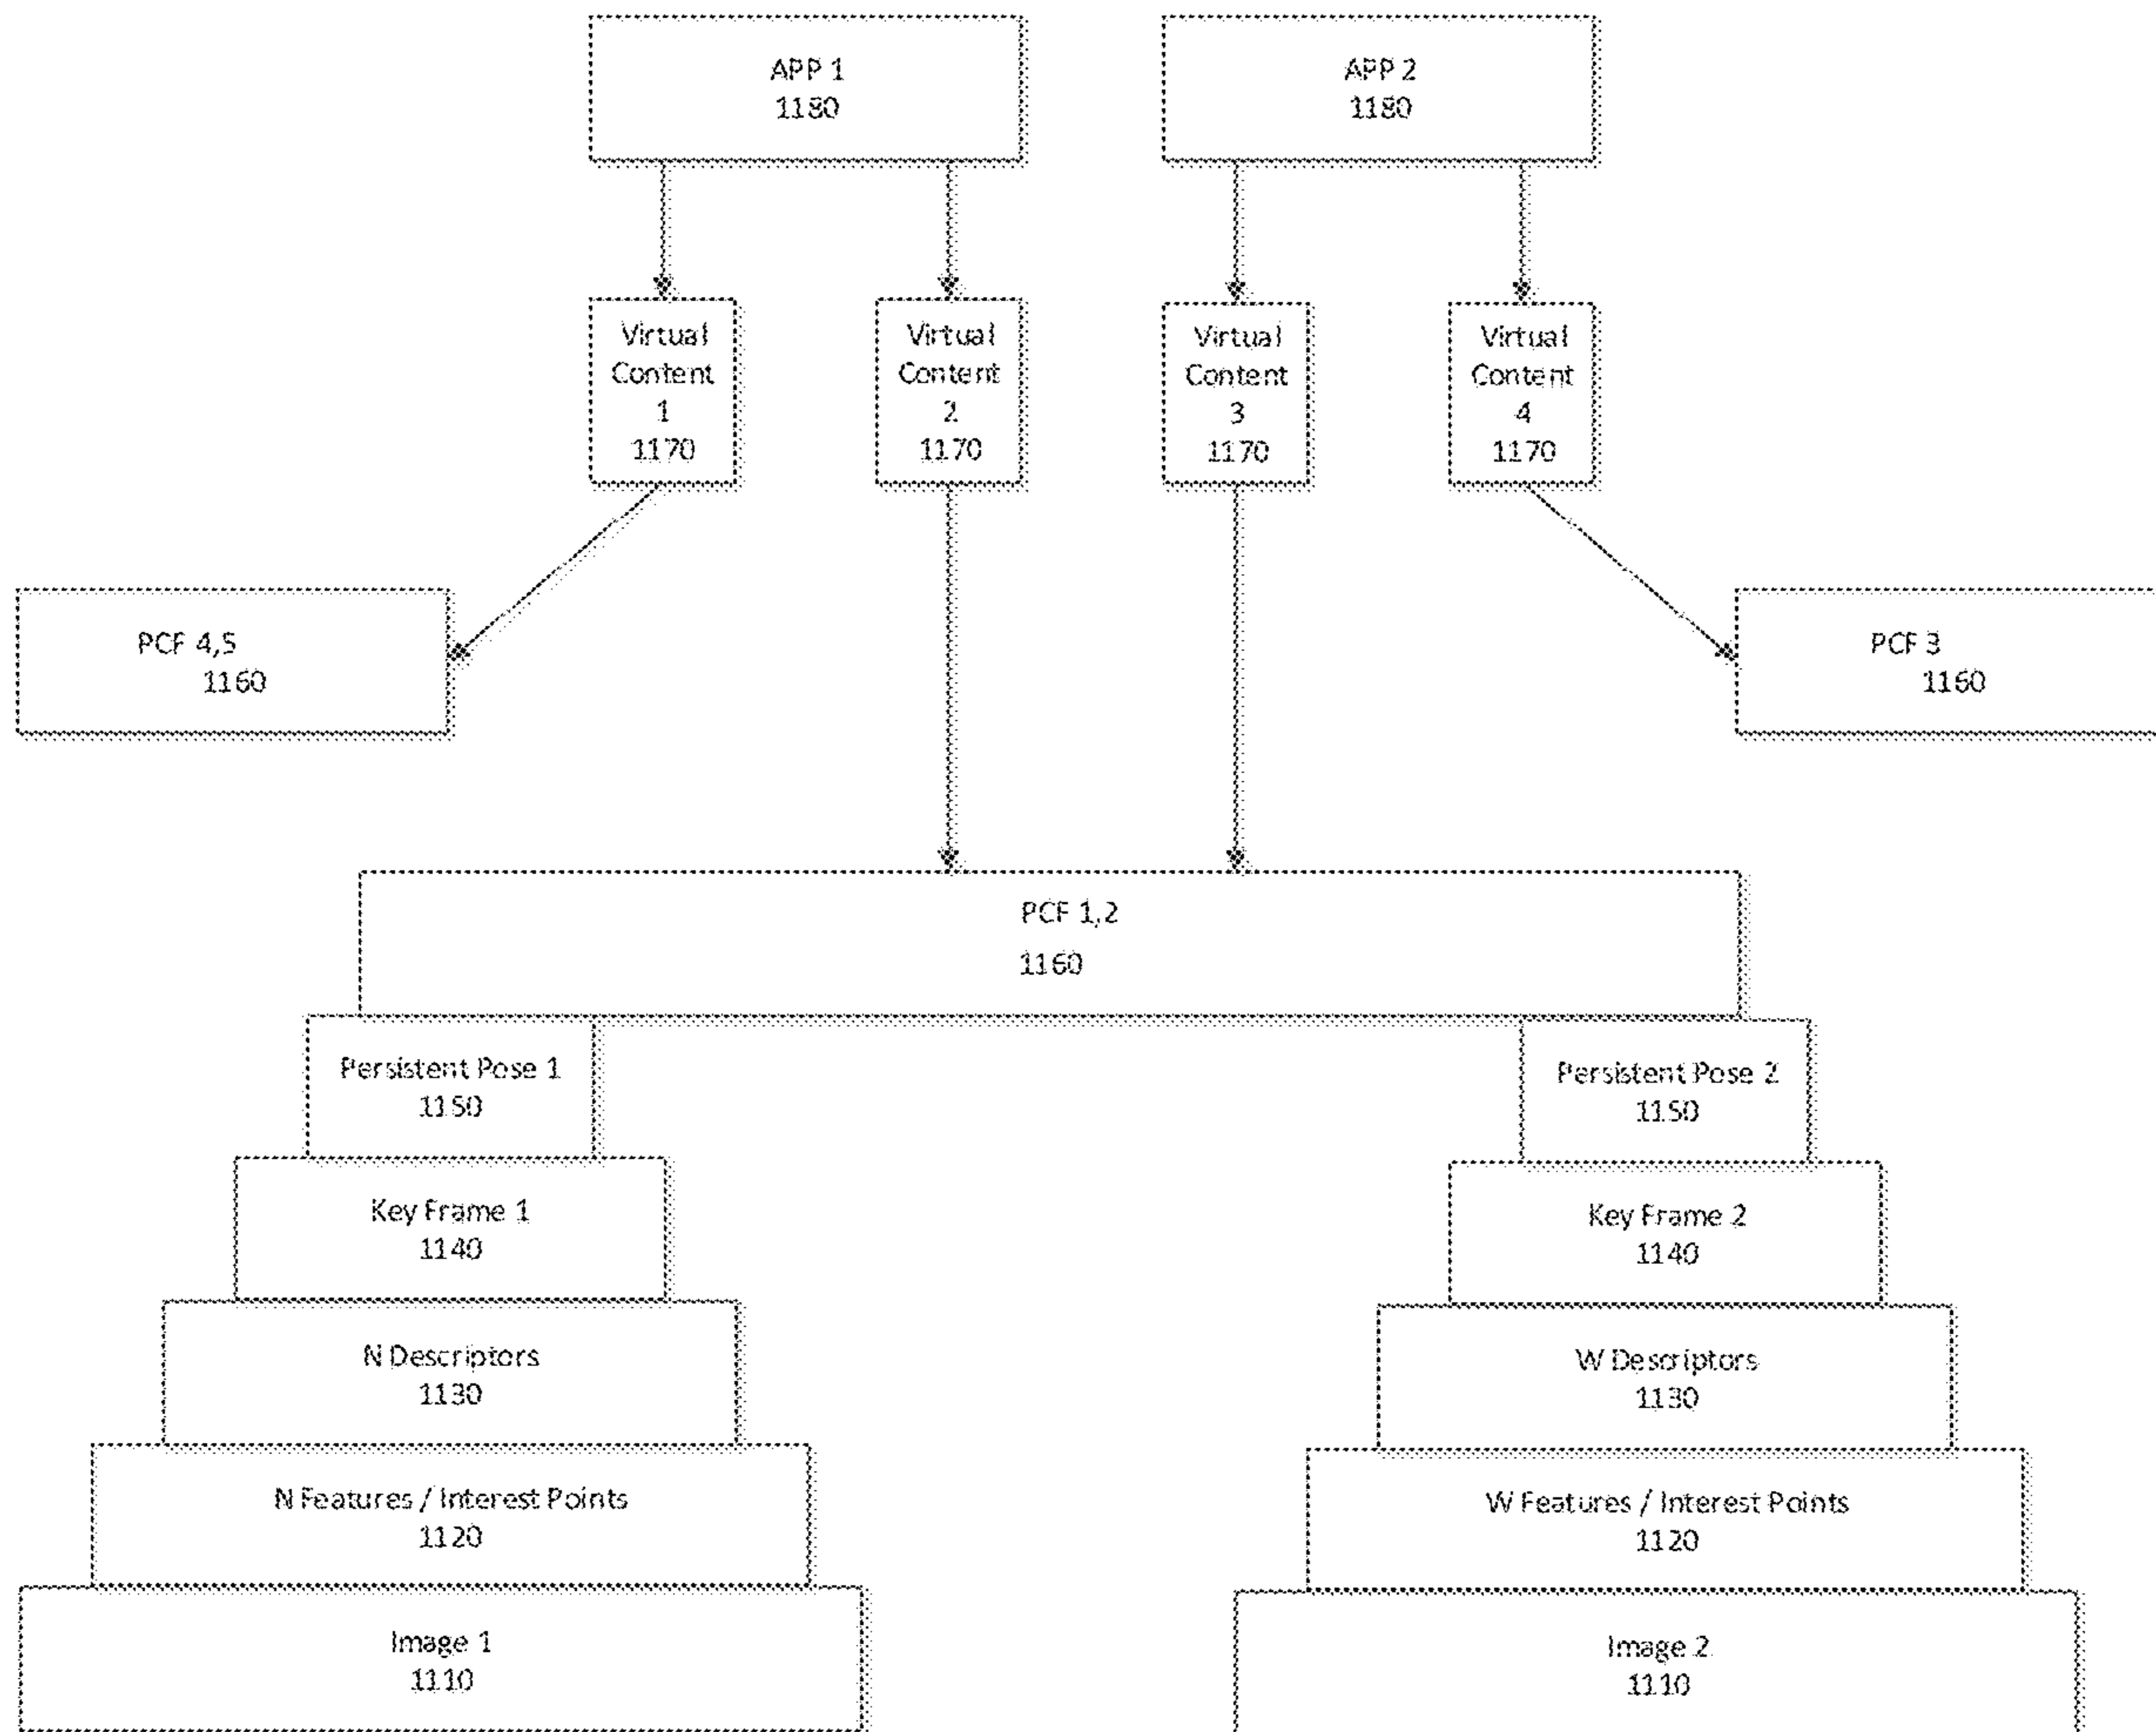 APP 1
1180
APP 2
1180
Virtual
Content
1
1170
Virtual
Content
2
1170
Virtual
Content
3
1170
Virtual
Content
4
1170
PCF 4,5
1160
PCF 3
1160
PCF 1,2
1160
Persistent Pose 1
1150
Persistent Pose 2
1150
Key Frame 1
1140
Key Frame 2
1140
N Descriptors
1130
W Descriptors
1130
N Features / Interest Points
1120
W Features / Interest Points
1120
Image 1
1110
Image 2
1110